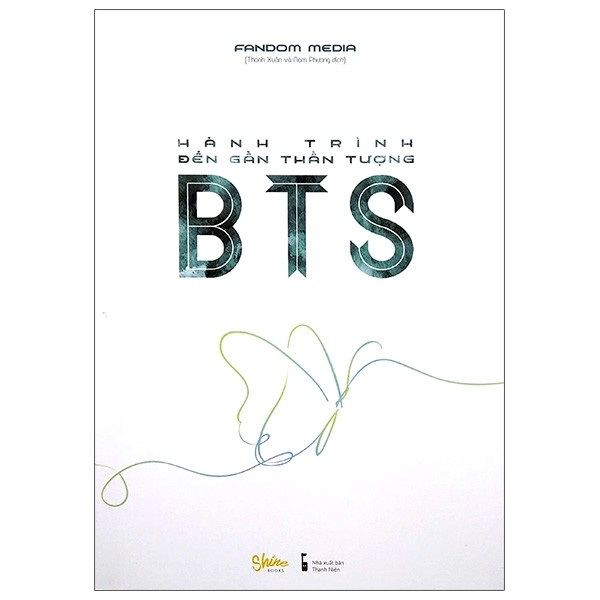 FANDOM MEDIA
(Thanh Xuân và Nam Phương dịch)
HÀNH TRÌNH
ĐẾN GẦN THẦN TƯỢNG
BTS
Shine
BOOKS
Nhà xuất bản
Thanh Niên